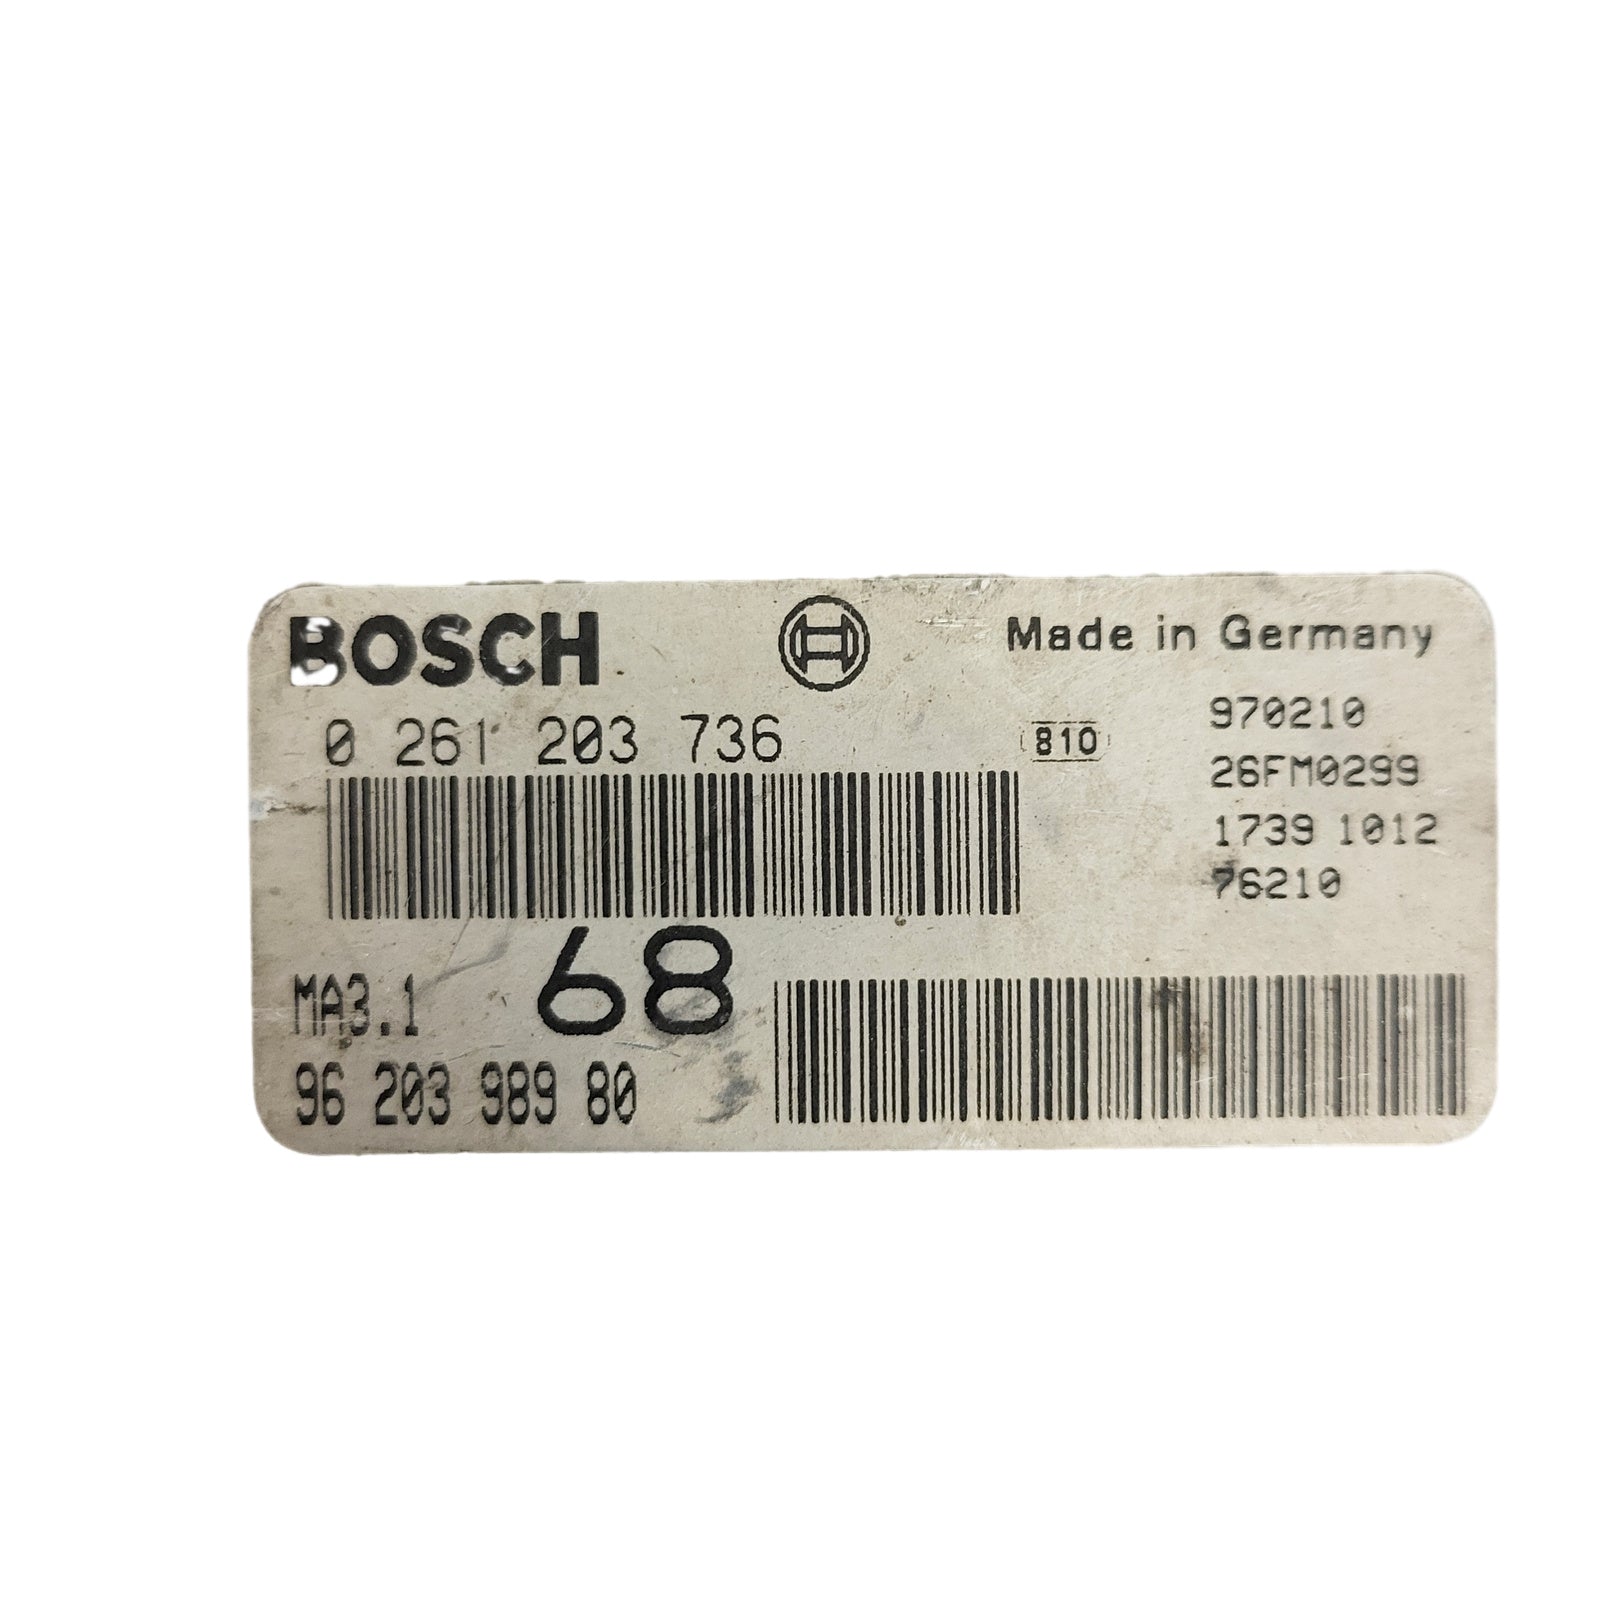 BOSCH
Made in Germany
0 261 203 736
810
970210
26FM0299
1739 1012
76210
MA3.1
68
96 203 989 80